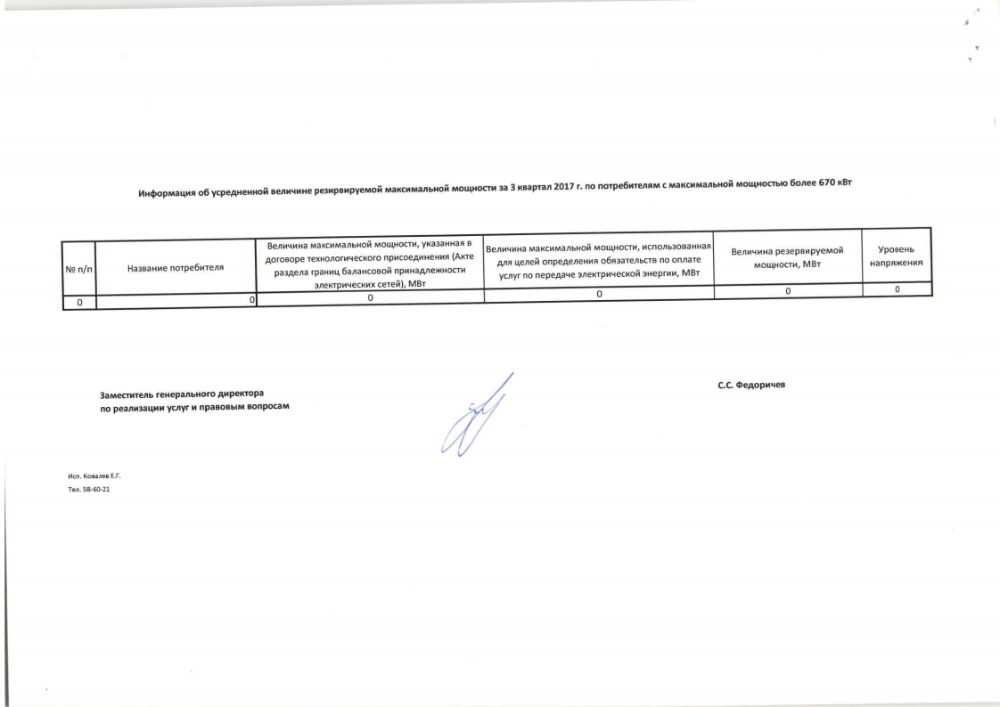 Информация об усредненной величине резирвируемой максимальной мощности за 3 квартал 2017 г. по потребителям с максимальной мощностью более 670 кВт
№ п/п
Название потребителя
Величина максимальной мощности, указанная в
договоре технологического присоединения (Акте
раздела границ балансовой принадлежности
электрических сетей), МВт
Величина максимальной мощности, использованная
для целей определения обязательств по оплате
услуг по передаче электрической энергии, МВт
Величина резервируемой
мощности, МВт
Уровень
напряжения
0 0 0 0 0 0
Заместитель генерального директора
по реализации услуг и правовым вопросам
С.С. Федоричев
Исп. Ковалев Е.Г.
Тел. 58-60-21